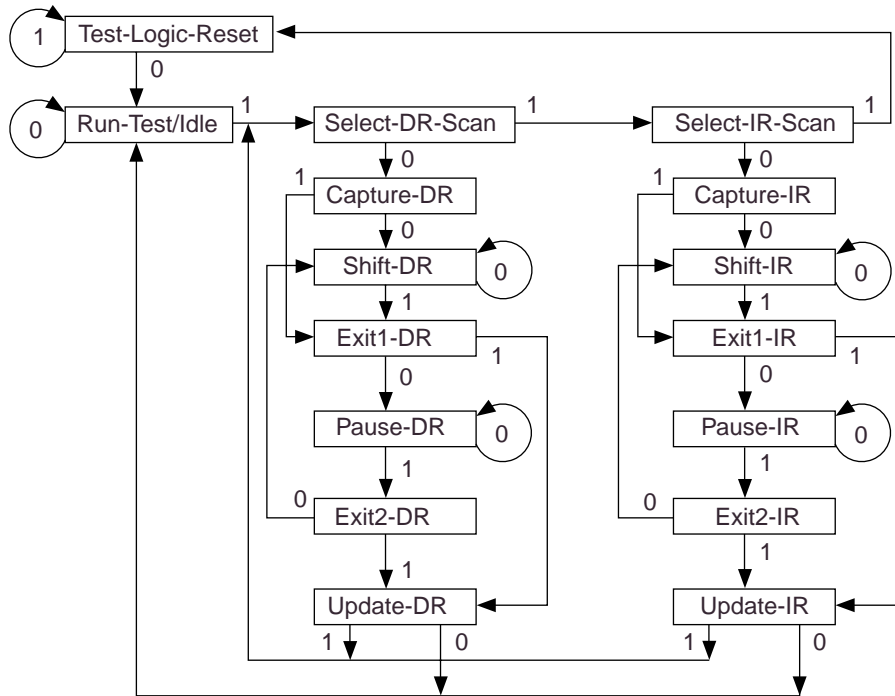 1 Test-Logic-Reset
0
0 Run-Test/Idle 1 Select-DR-Scan 1 Select-IR-Scan 1
0 0
1 Capture-DR 1 Capture-IR
0 0
Shift-DR 0 Shift-IR 0
1 1
Exit1-DR 1 Exit1-IR 1
0 0
Pause-DR 0 Pause-IR 0
1 1
0 Exit2-DR 0 Exit2-IR
1 1
Update-DR Update-IR
1 0 1 0